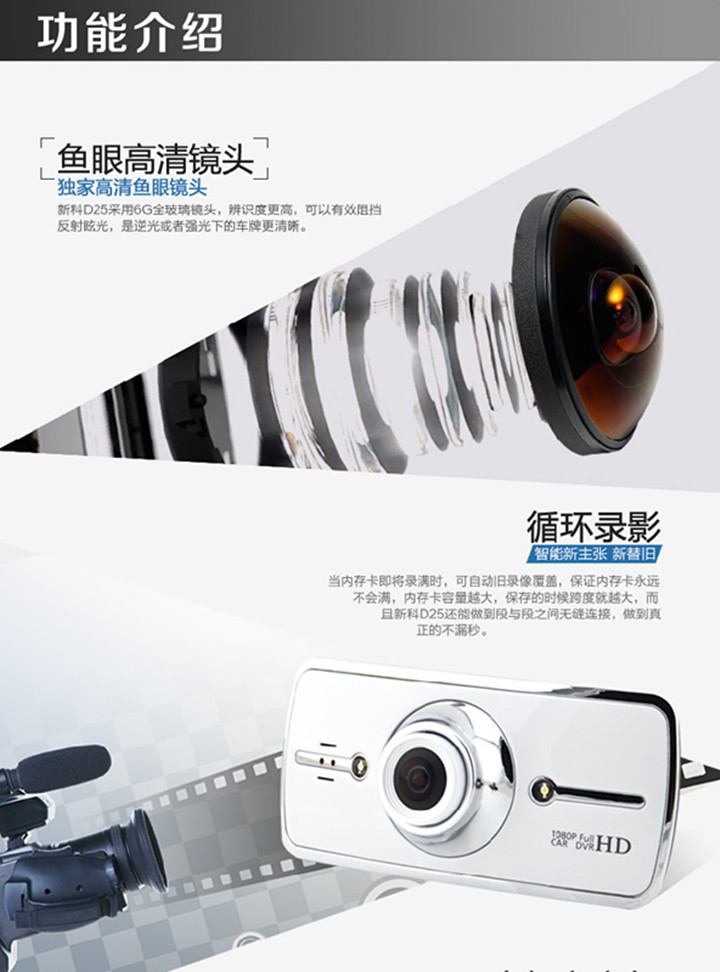 功能介绍
鱼眼高清镜头
独家高清鱼眼镜头
新科D25采用6G全玻璃镜头，辨识度更高，可以有效阻挡
反射眩光，是逆光或者强光下的车牌更清晰。
循环录影
智能新主张 新替旧
当内存卡即将录满时，可自动旧录像覆盖，保证内存卡永远
不会满，内存卡容量越大，保存的时候跨度就越大，而
且新科D25还能做到段与段之间无缝连接，做到真
正的不漏秒。
1080P Full HD
CAR DVR